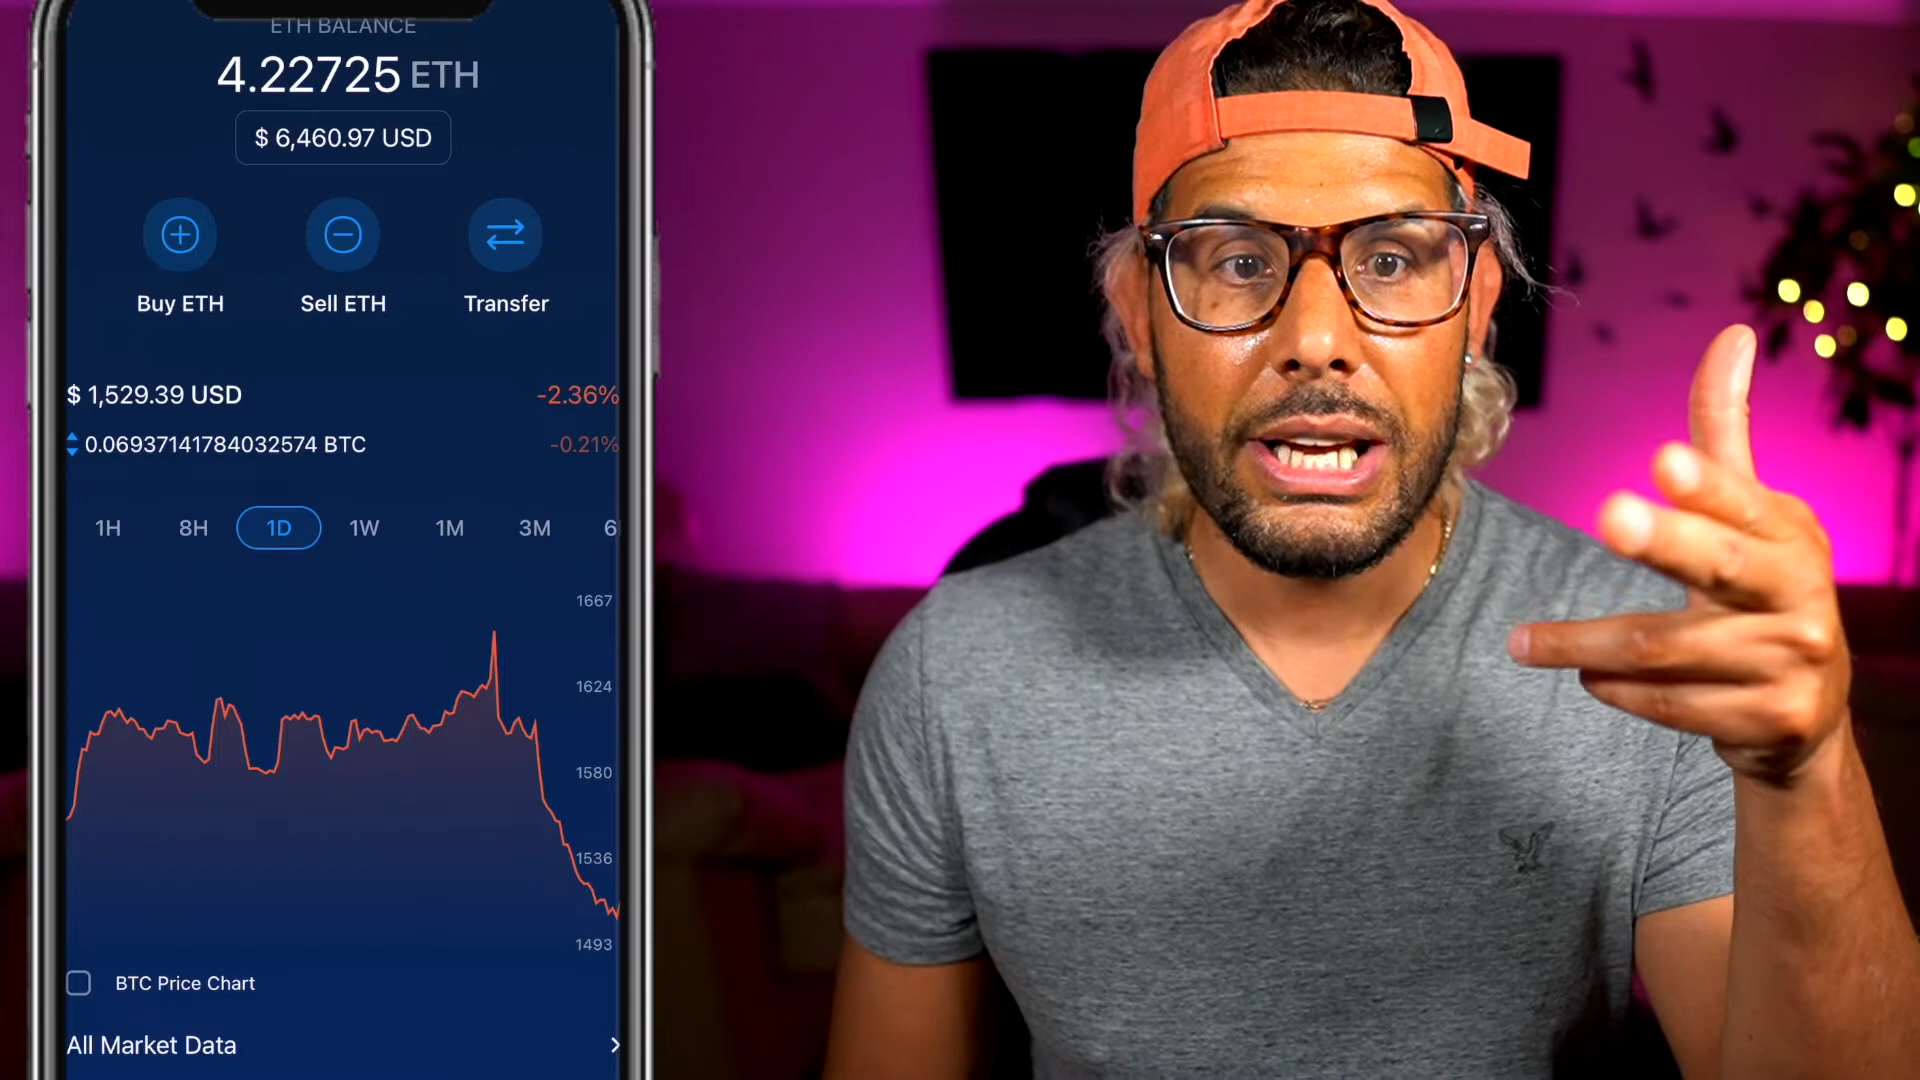 ETH BALANCE
4.22725 ETH
$ 6,460.97 USD
Buy ETH Sell ETH Transfer
$ 1,529.39 USD -2.36%
0.06937141784032574 BTC -0.21%
1H 8H 1D 1W 1M 3M 6
1667
1624
1580
1536
1493
BTC Price Chart
All Market Data